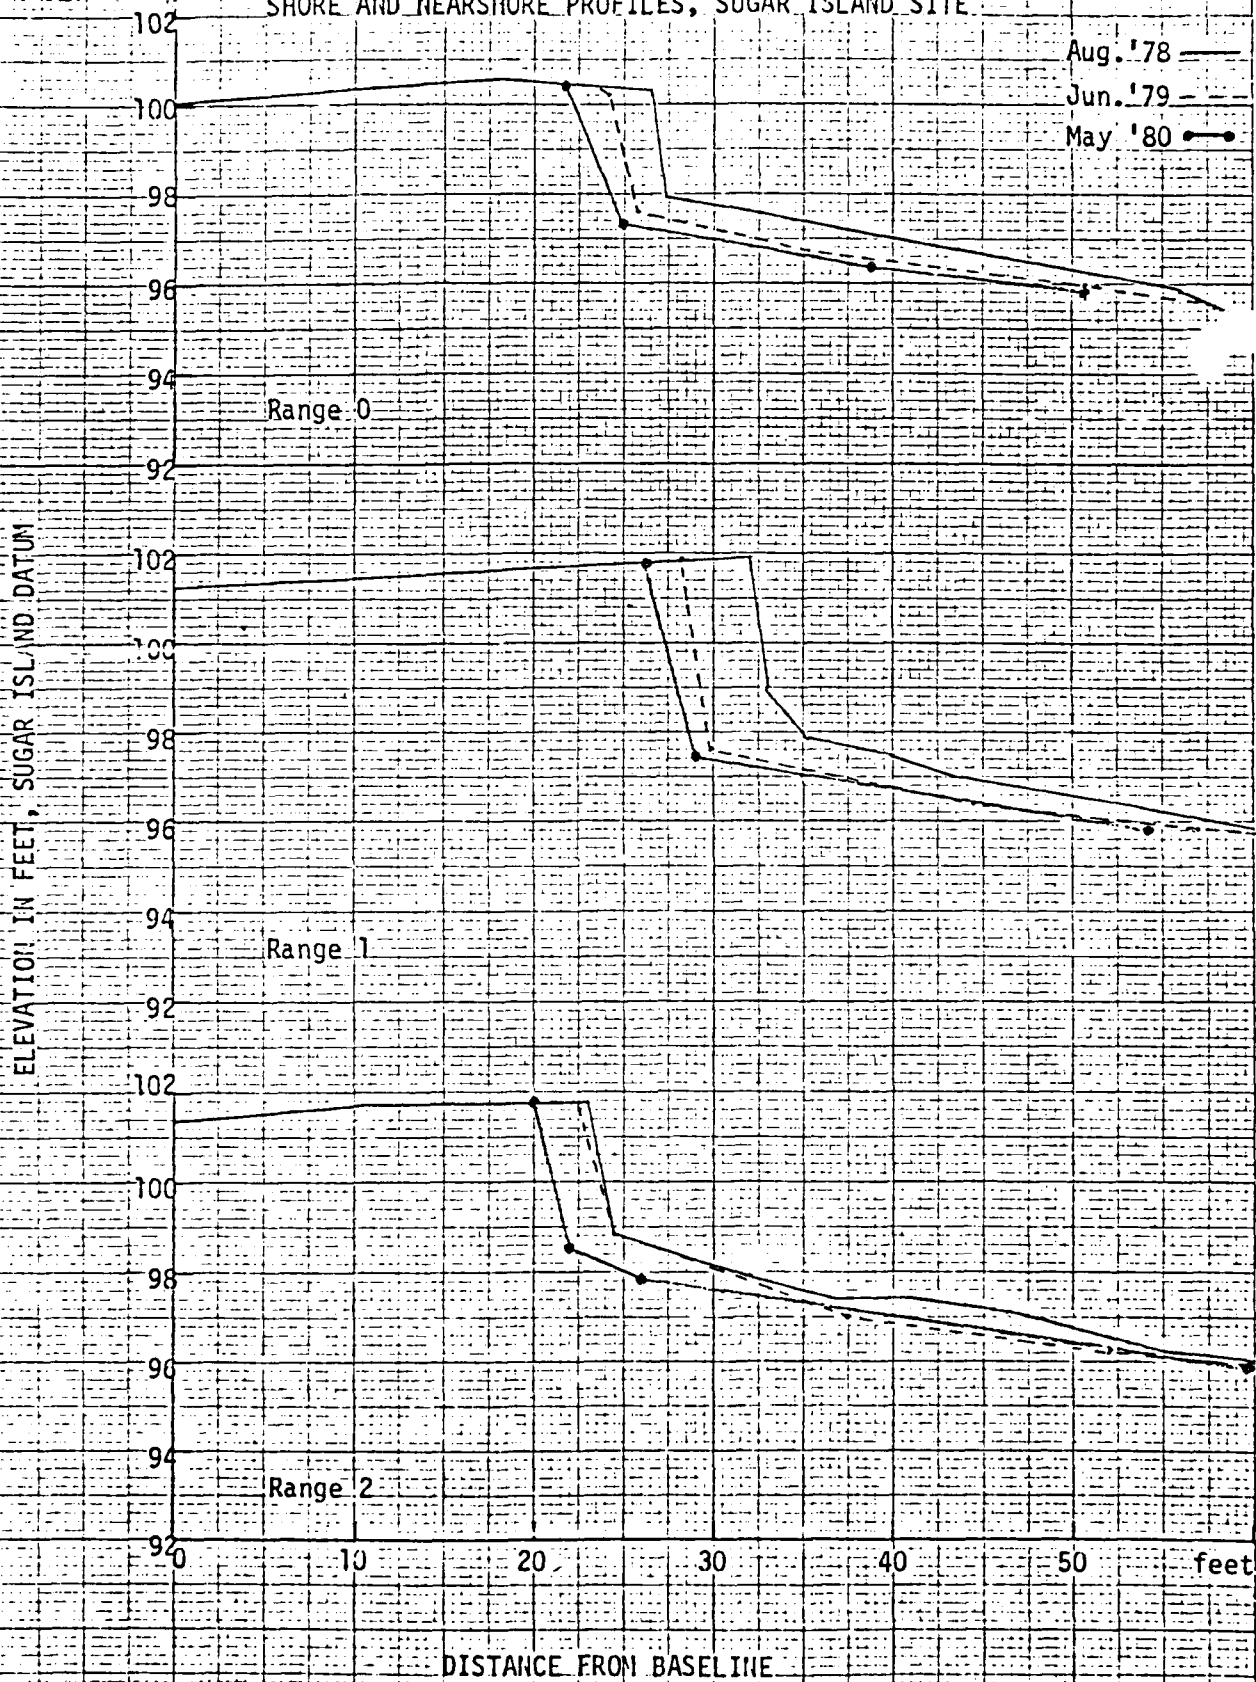 SHORE AND NEARSHORE PROFILES, SUGAR ISLAND SITE
Aug. '78
Jun. '79
May '80
102
100
98
96
94
92
Range 0
102
100
98
96
94
92
Range 1
102
100
98
96
94
92
Range 2
0 10 20 30 40 50 feet
ELEVATION IN FEET, SUGAR ISLAND DATUM
DISTANCE FROM BASELINE